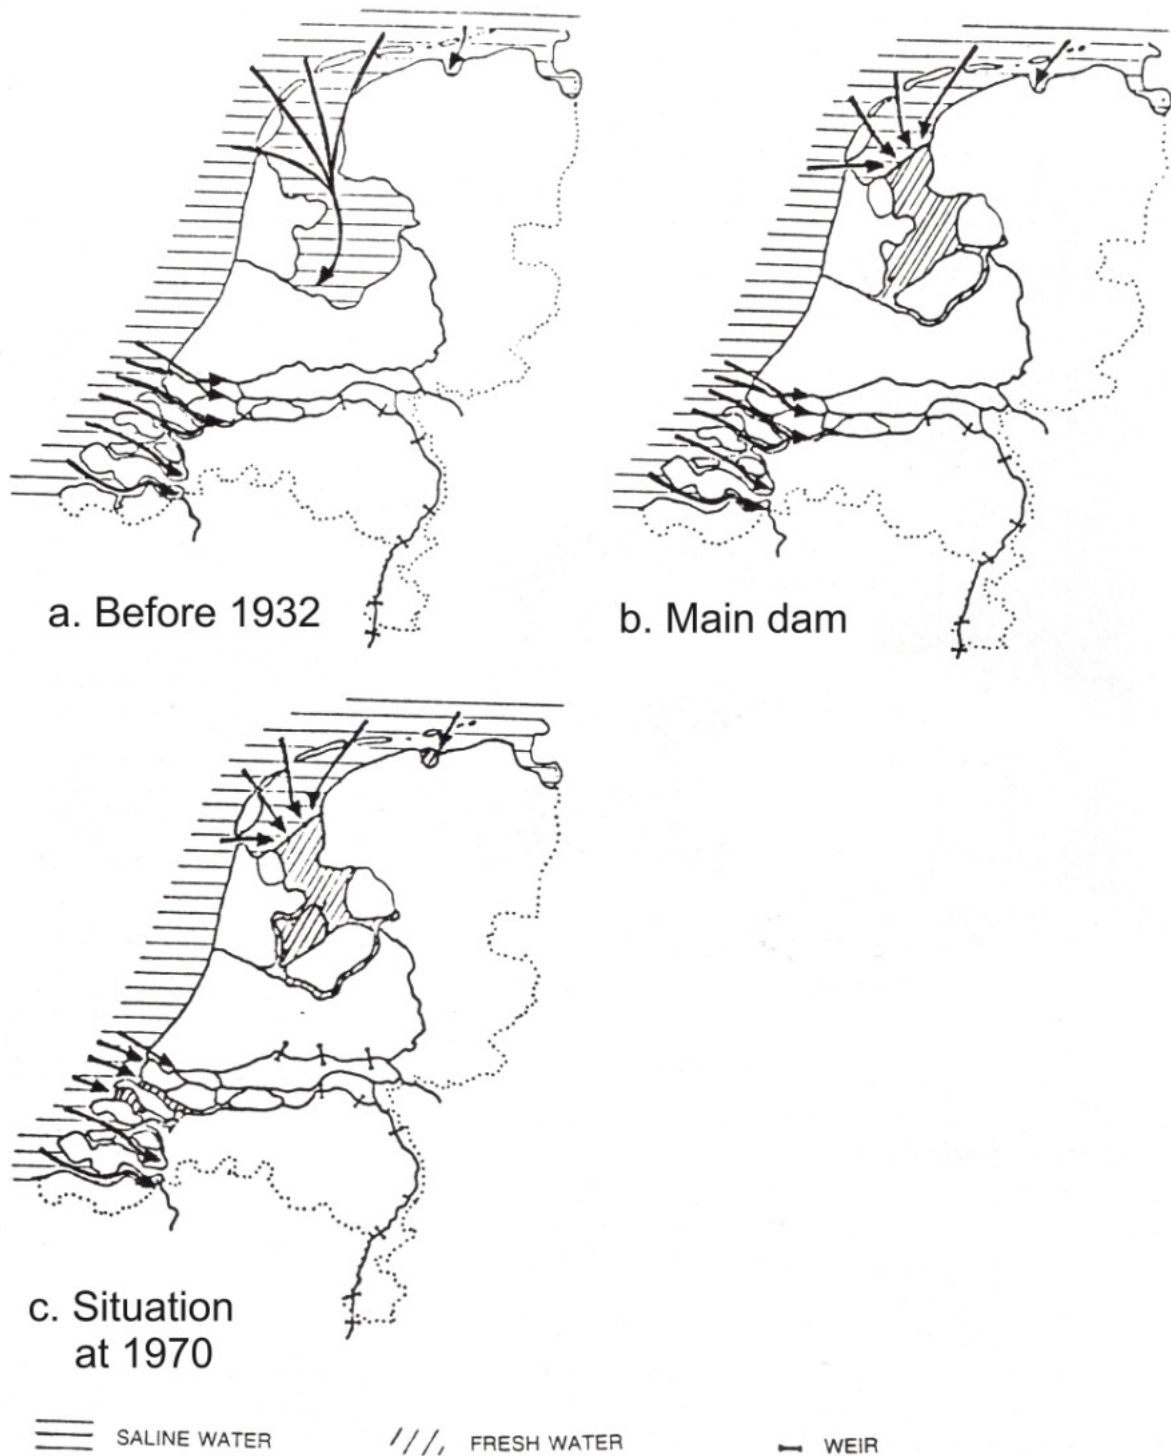 a. Before 1932
b. Main dam
c. Situation
at 1970
SALINE WATER
FRESH WATER
WEIR